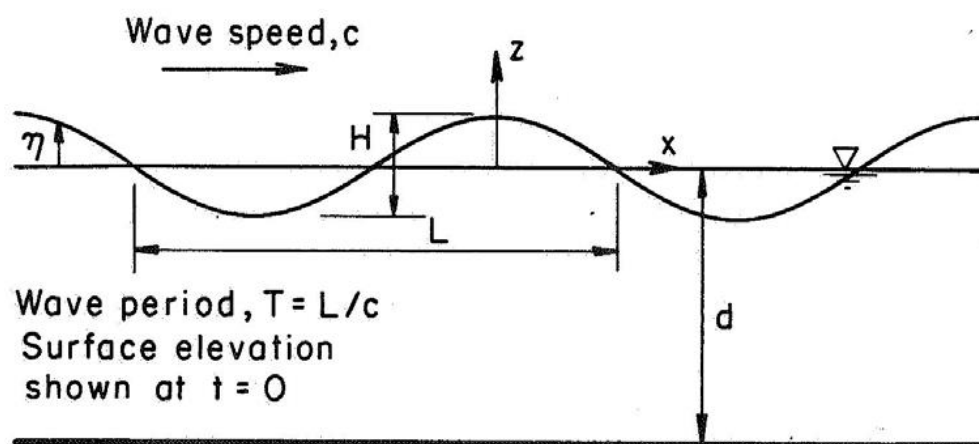 Wave speed, c
z
η
H
x
L
d
Wave period, T = L/c
Surface elevation
shown at t = 0